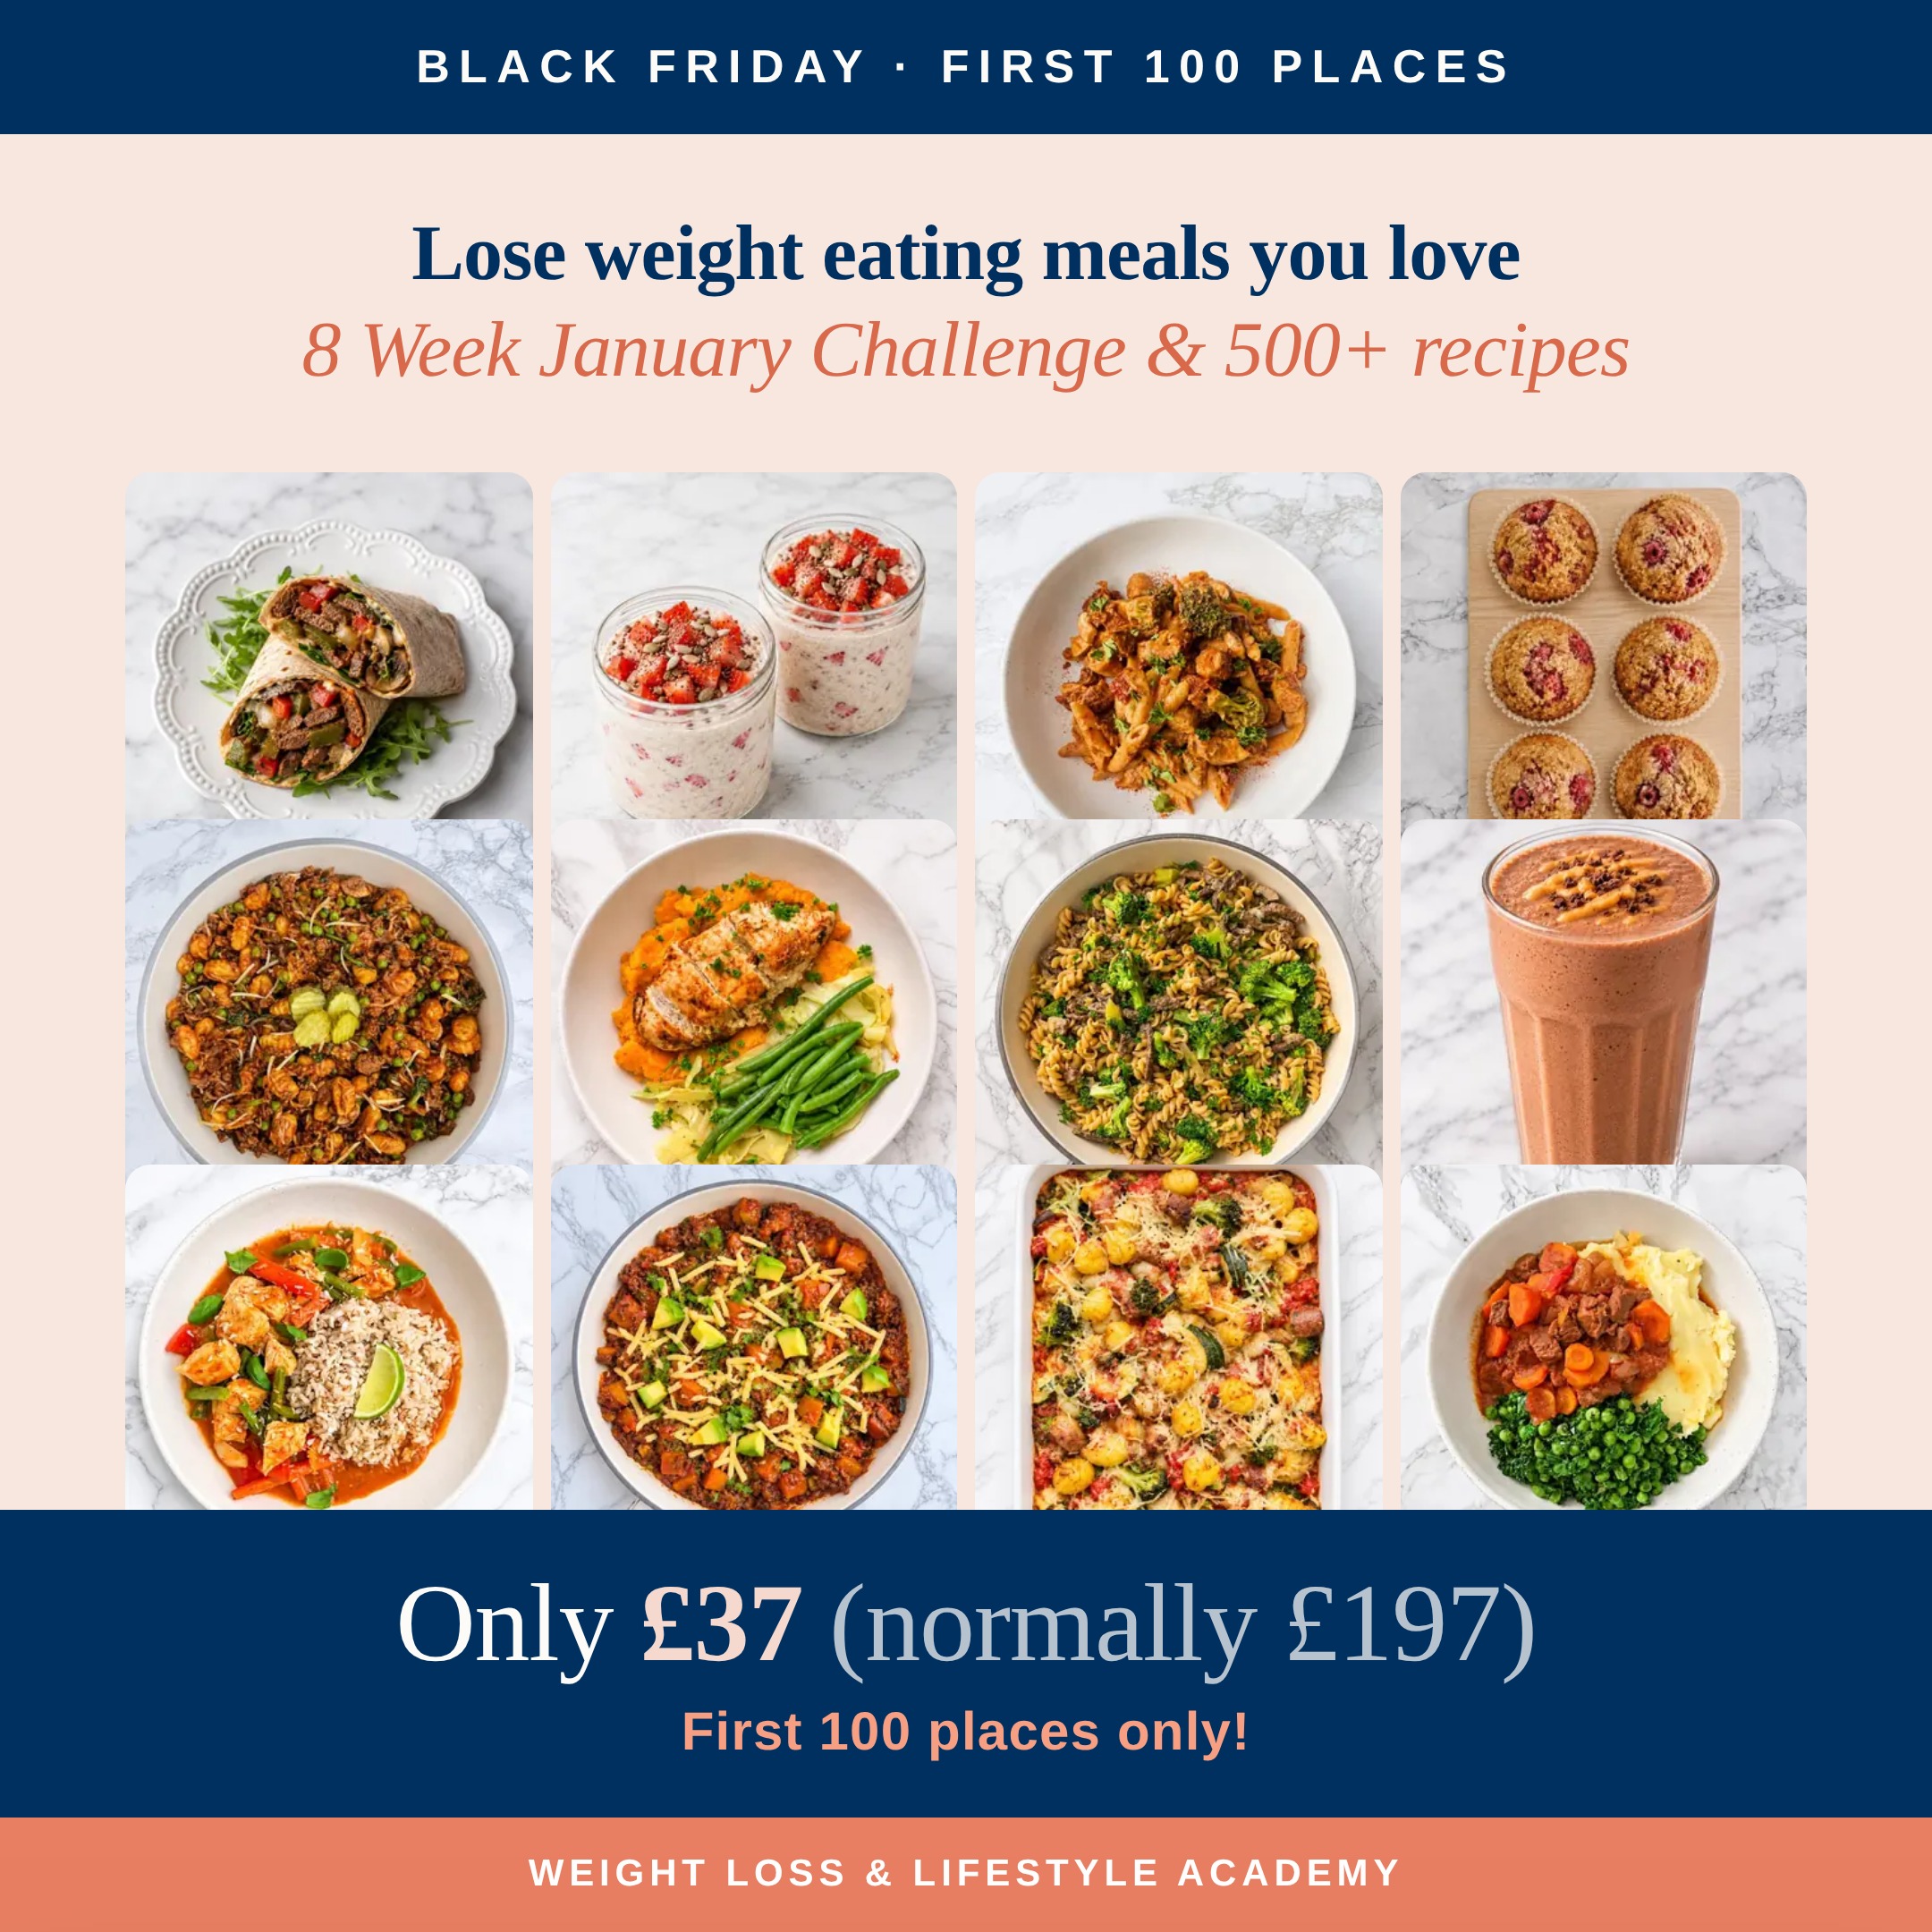 BLACK FRIDAY · FIRST 100 PLACES
Lose weight eating meals you love
8 Week January Challenge & 500+ recipes
Only £37 (normally £197)
First 100 places only!
WEIGHT LOSS & LIFESTYLE ACADEMY